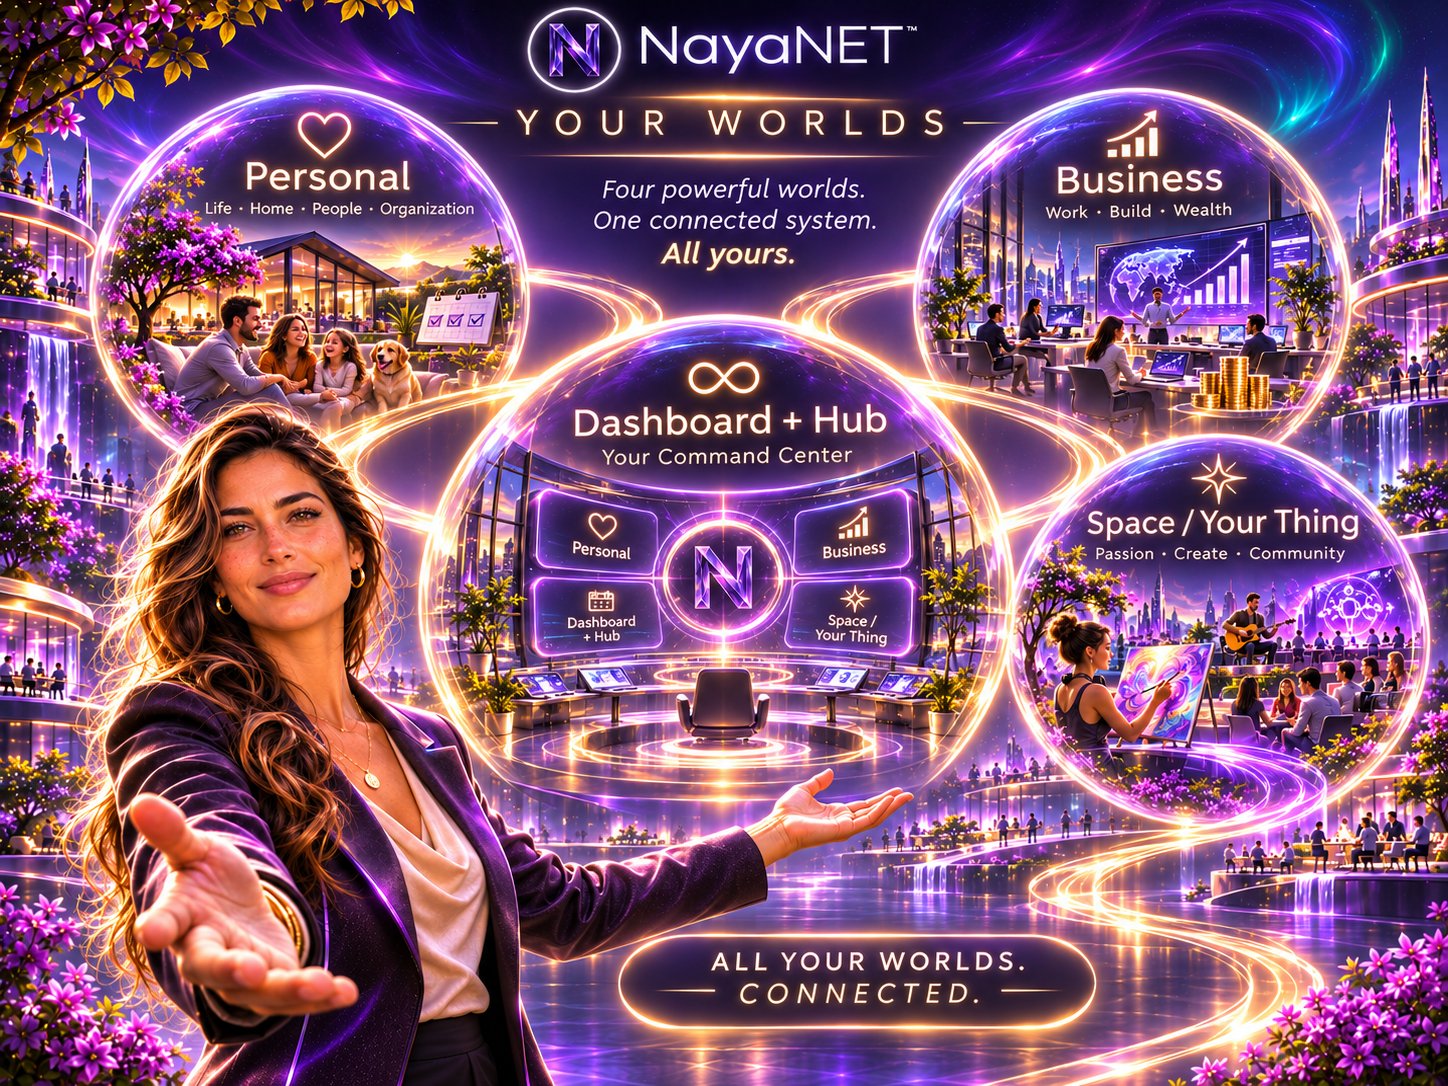 N NayaNET™
YOUR WORLDS
Four powerful worlds.
One connected system.
All yours.
Personal
Life • Home • People • Organization
Business
Work • Build • Wealth
Dashboard + Hub
Your Command Center
Personal
Business
N
Dashboard
+ Hub
Space /
Your Thing
Space / Your Thing
Passion • Create • Community
ALL YOUR WORLDS.
CONNECTED.